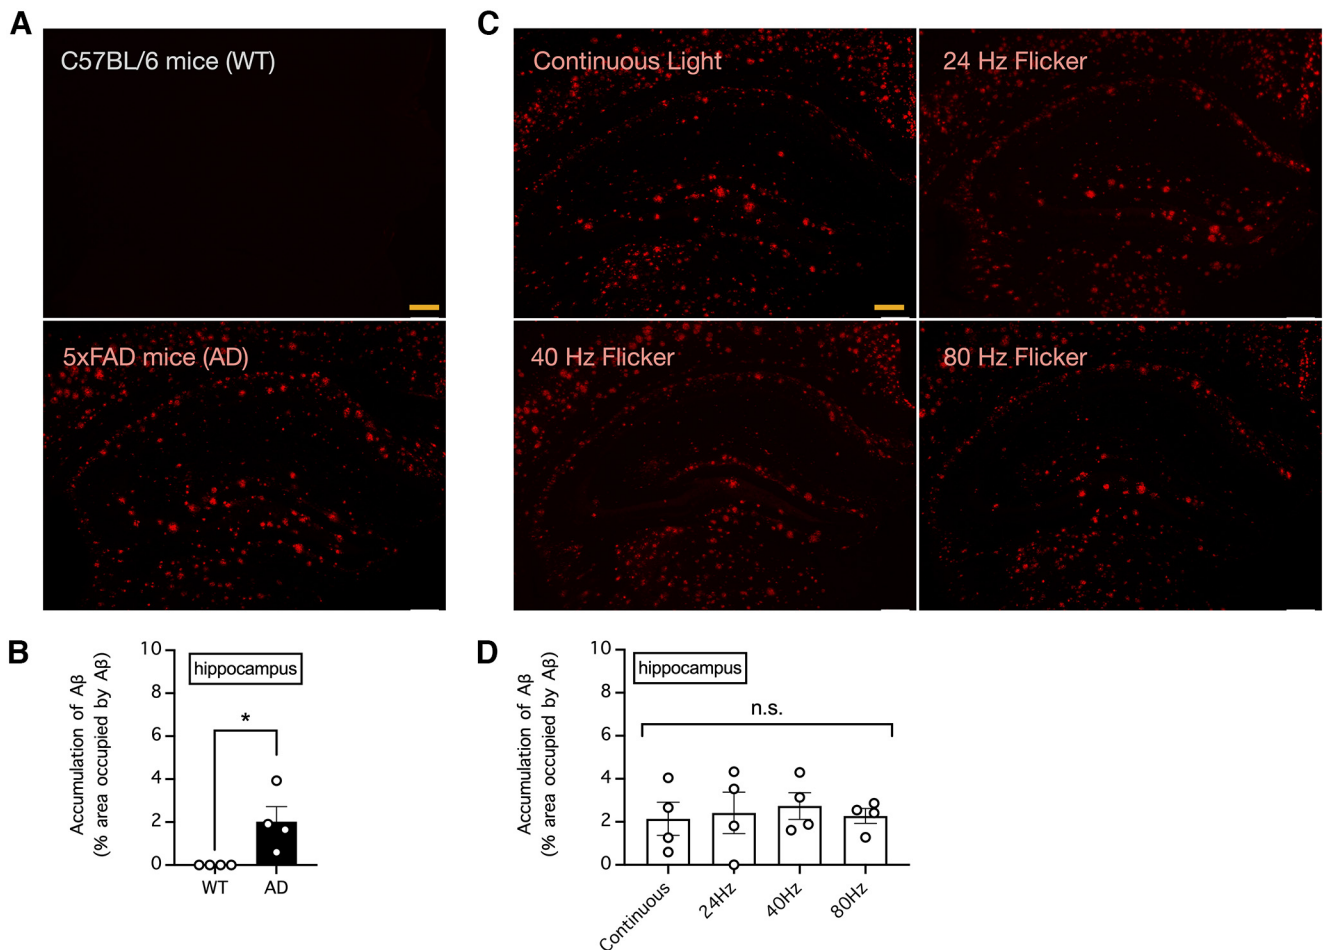 A
C57BL/6 mice (WT)
5xFAD mice (AD)
C
Continuous Light
24 Hz Flicker
40 Hz Flicker
80 Hz Flicker
B
Accumulation of Aβ
(% area occupied by Aβ)
10
8
6
4
2
0
hippocampus
*
WT
AD
D
Accumulation of Aβ
(% area occupied by Aβ)
10
8
6
4
2
0
hippocampus
n.s.
Continuous
24Hz
40Hz
80Hz